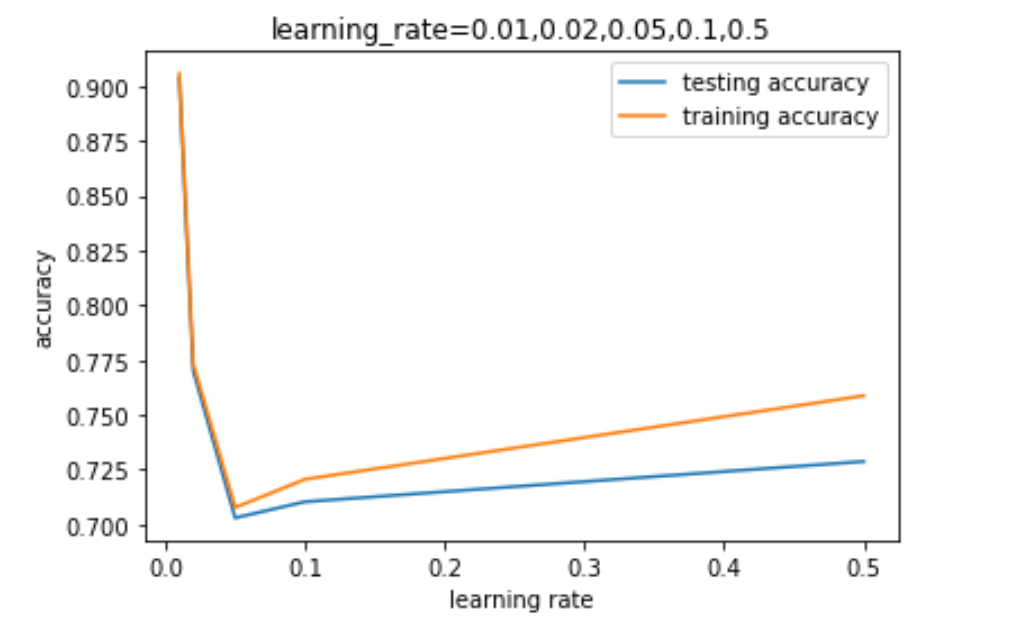 learning_rate=0.01,0.02,0.05,0.1,0.5
testing accuracy
training accuracy
accuracy
0.900
0.875
0.850
0.825
0.800
0.775
0.750
0.725
0.700
0.0 0.1 0.2 0.3 0.4 0.5
learning rate